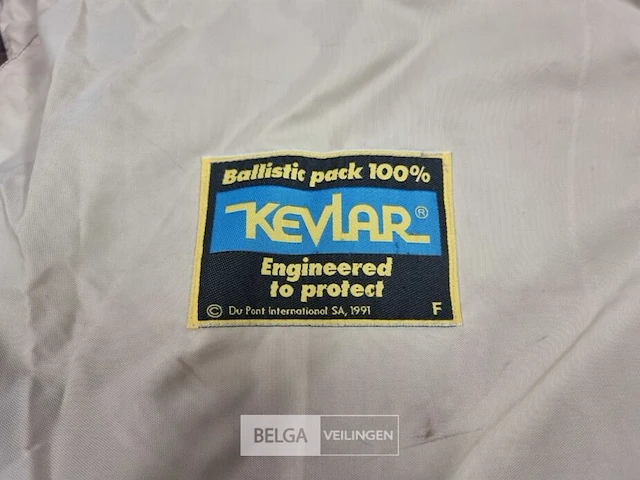 Ballistic pack 100%
KEVLAR®
Engineered
to protect
© Du Pont International SA, 1991 F
BELGA VEILINGEN